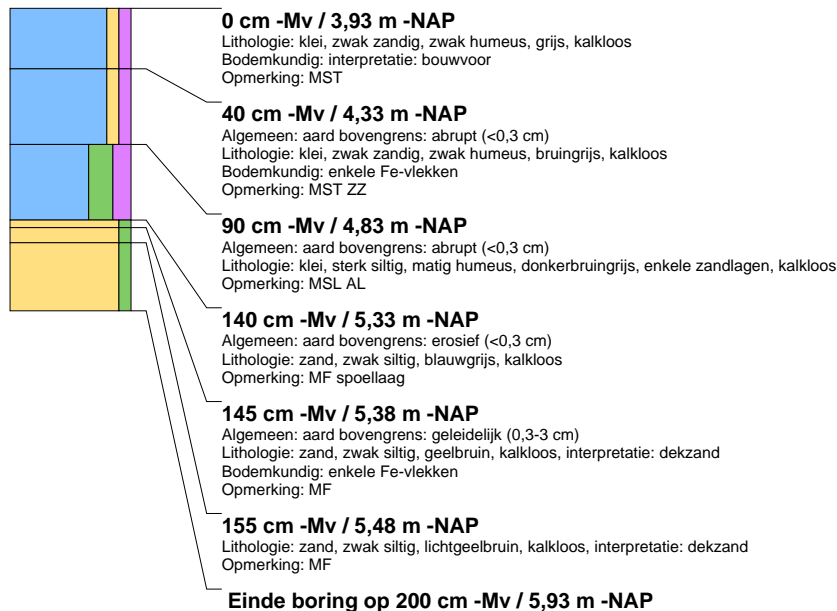 0 cm -Mv / 3,93 m -NAP
Lithologie: klei, zwak zandig, zwak humeus, grijs, kalkloos
Bodemkundig: interpretatie: bouwvoor
Opmerking: MST
40 cm -Mv / 4,33 m -NAP
Algemeen: aard bovengrens: abrupt (<0,3 cm)
Lithologie: klei, zwak zandig, zwak humeus, bruingrijs, kalkloos
Bodemkundig: enkele Fe-vlekken
Opmerking: MST ZZ
90 cm -Mv / 4,83 m -NAP
Algemeen: aard bovengrens: abrupt (<0,3 cm)
Lithologie: klei, sterk siltig, matig humeus, donkerbruingrijs, enkele zandlagen, kalkloos
Opmerking: MSL AL
140 cm -Mv / 5,33 m -NAP
Algemeen: aard bovengrens: erosief (<0,3 cm)
Lithologie: zand, zwak siltig, blauwgrijs, kalkloos
Opmerking: MF spoellaag
145 cm -Mv / 5,38 m -NAP
Algemeen: aard bovengrens: geleidelijk (0,3-3 cm)
Lithologie: zand, zwak siltig, geelbruin, kalkloos, interpretatie: dekzand
Bodemkundig: enkele Fe-vlekken
Opmerking: MF
155 cm -Mv / 5,48 m -NAP
Lithologie: zand, zwak siltig, lichtgeelbruin, kalkloos, interpretatie: dekzand
Opmerking: MF
Einde boring op 200 cm -Mv / 5,93 m -NAP